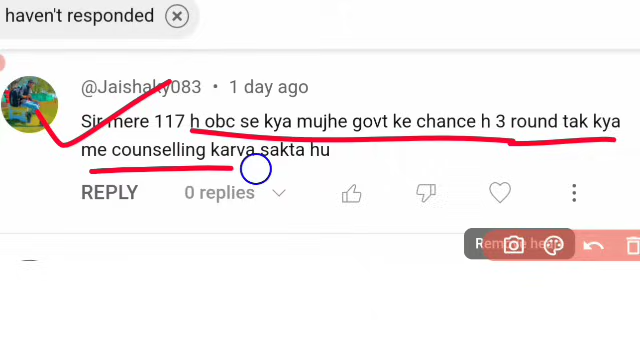 haven't responded
@Jaishaky083 • 1 day ago
Sir mere 117 h obc se kya mujhe govt ke chance h 3 round tak kya
me counselling karva sakta hu
REPLY 0 replies